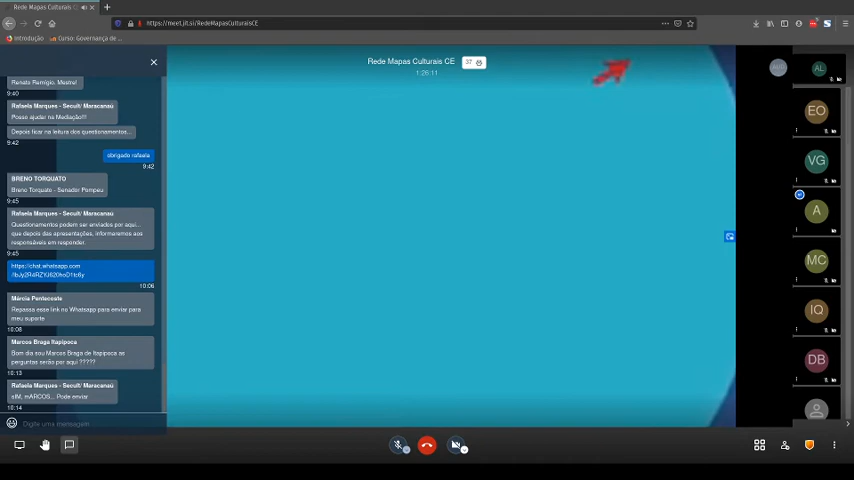 Rede Mapas Culturais C
https://meet.jit.si/RedeMapasCulturaisCE
Introdução
Curso: Governança de ...
Rede Mapas Culturais CE 37
1:26:11
Renato Remígio. Mestre!
9:40
Rafaela Marques - Secult/ Maracanaú
Posso ajudar na Mediação!!!
Depois ficar na leitura dos questionamentos...
9:42
obrigado rafaela
9:42
BRENO TORQUATO
Breno Torquato - Senador Pompeu
9:45
Rafaela Marques - Secult/ Maracanaú
Questionamentos podem ser enviados por aqui...
que depois das apresentações, informaremos aos
responsáveis em responder.
9:45
https://chat.whatsapp.com
10:06
Márcia Pentecoste
Repassa esse link no Whatsapp para enviar para
meu suporte
10:08
Marcos Braga Itapipoca
Bom dia sou Marcos Braga de Itapipoca as
perguntas serão por aqui ?????
10:13
Rafaela Marques - Secult/ Maracanaú
sIM, mARCOS... Pode enviar
10:14
Digite uma mensagem
AL
EO
VG
A
MC
IQ
DB